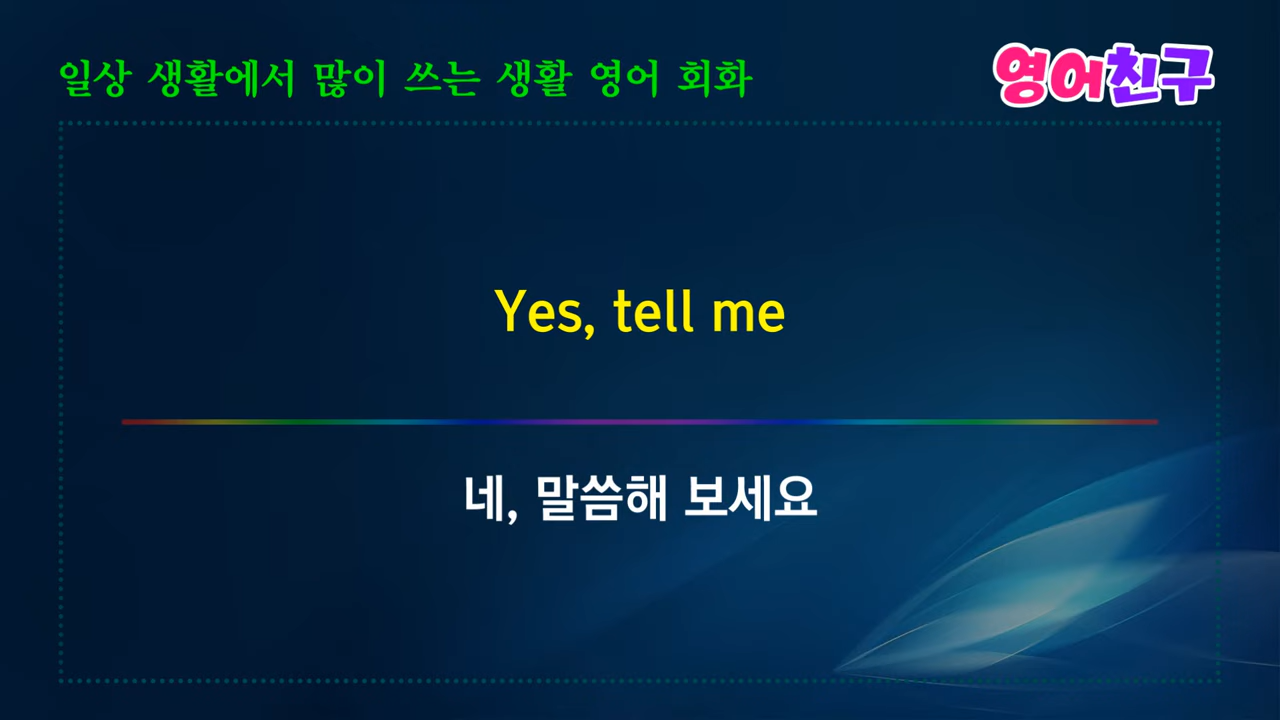 일상 생활에서 많이 쓰는 생활 영어 회화
영어친구
Yes, tell me
네, 말씀해 보세요